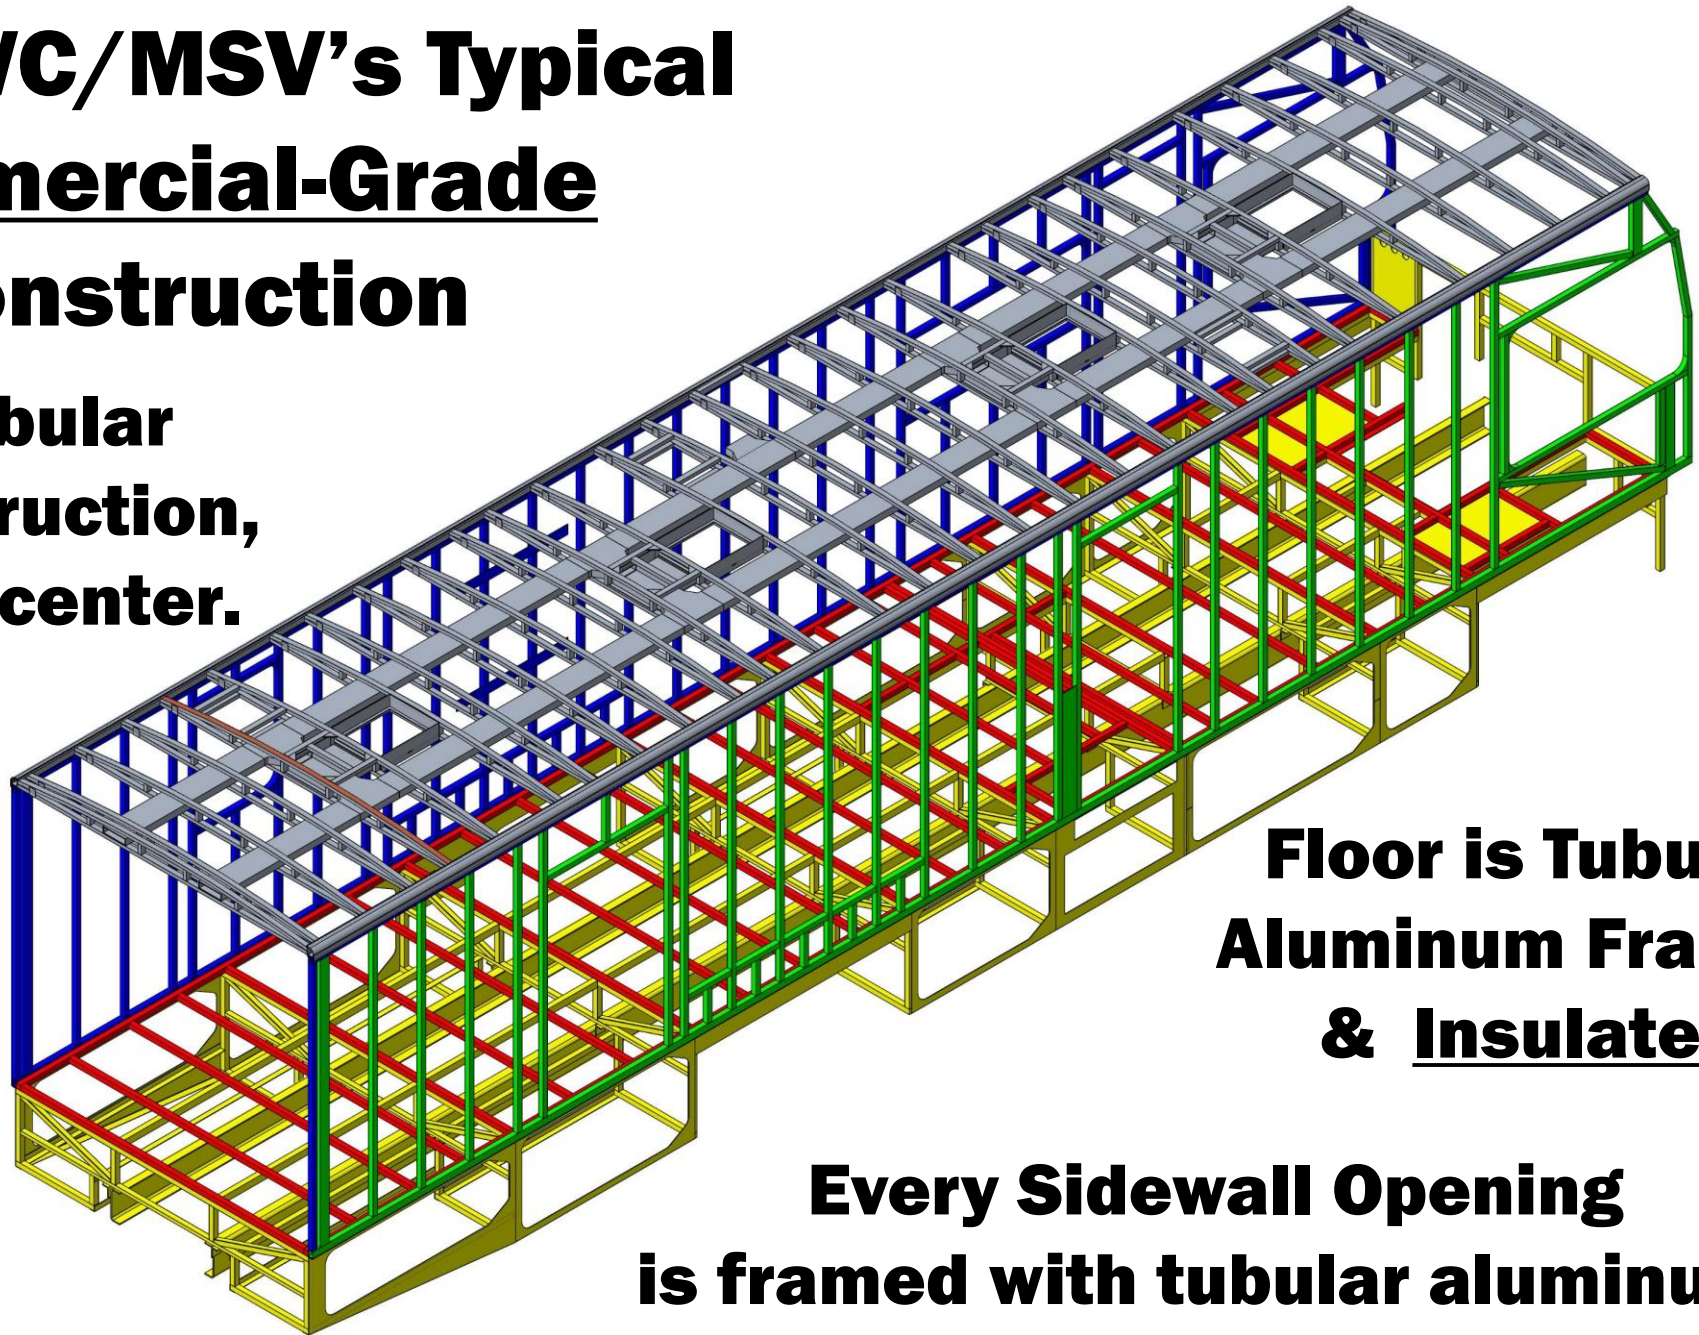 VC/MSV's Typical
mercial-Grade
onstruction
bular
ruction,
center.
Floor is Tubu
Aluminum Fra
& Insulate
Every Sidewall Opening
is framed with tubular aluminu